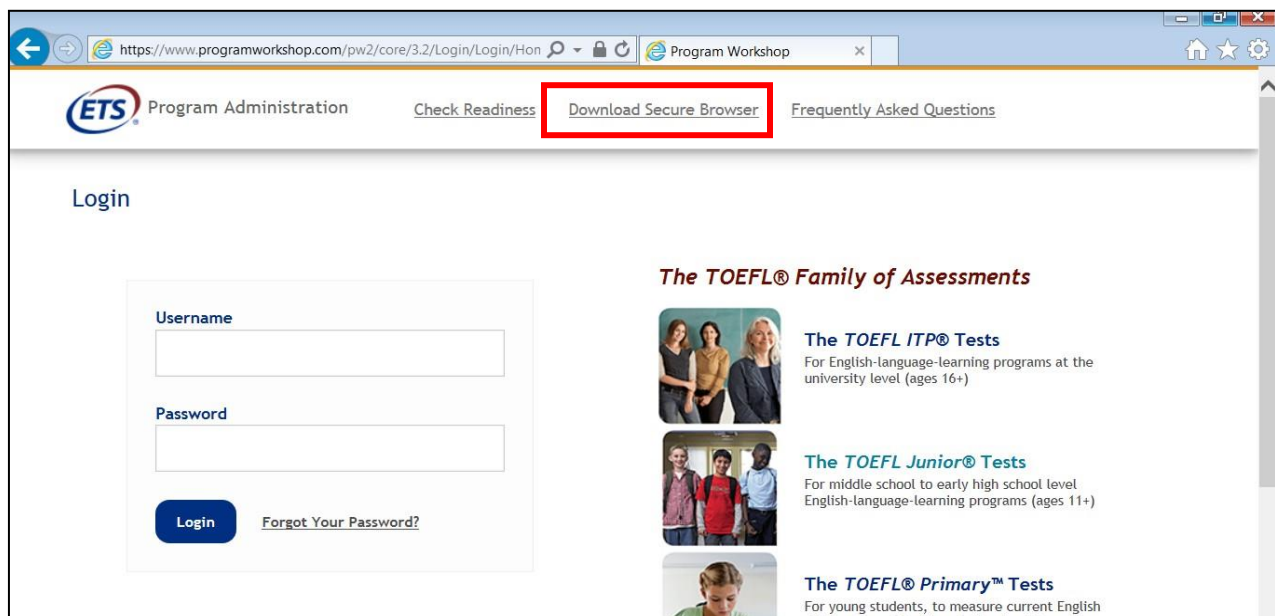 https://www.programworkshop.com/pw2/core/3.2/Login/Login/Hon
Program Workshop
ETS® Program Administration
Check Readiness
Download Secure Browser
Frequently Asked Questions
Login
The TOEFL® Family of Assessments
Username
Password
Login
Forgot Your Password?
The TOEFL ITP® Tests
For English-language-learning programs at the
university level (ages 16+)
The TOEFL Junior® Tests
For middle school to early high school level
English-language-learning programs (ages 11+)
The TOEFL® Primary™ Tests
For young students, to measure current English